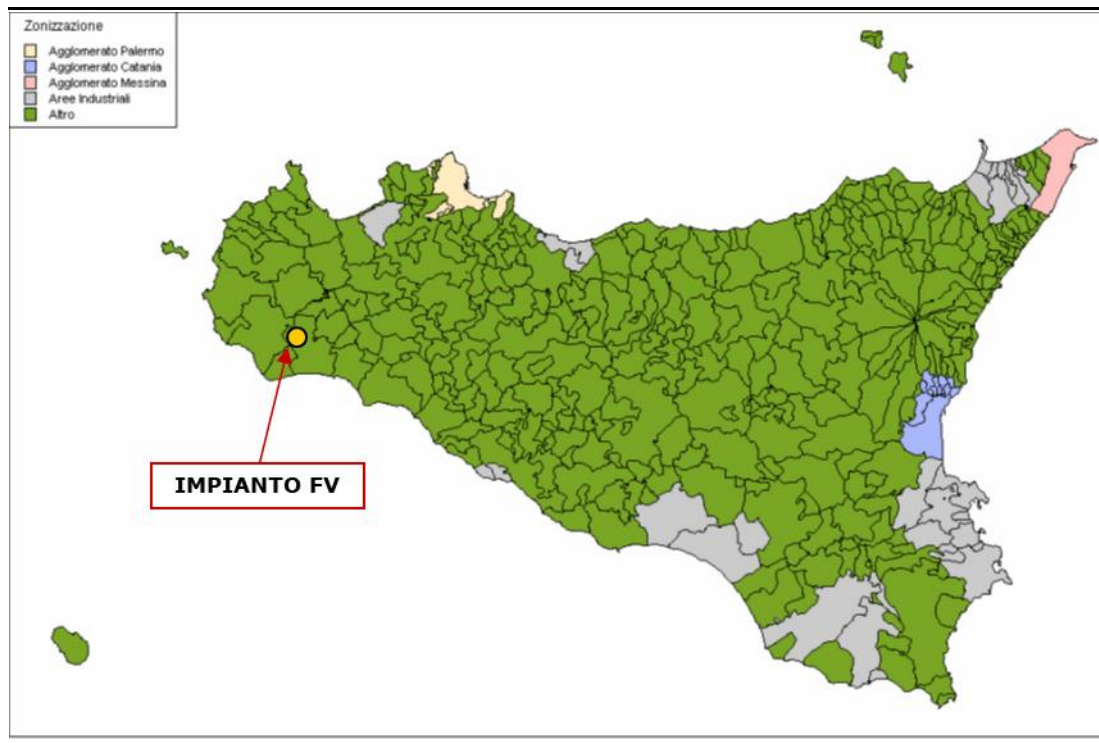 Zonizzazione
Agglomerato Palermo
Agglomerato Catania
Agglomerato Messina
Aree Industriali
Altro
IMPIANTO FV